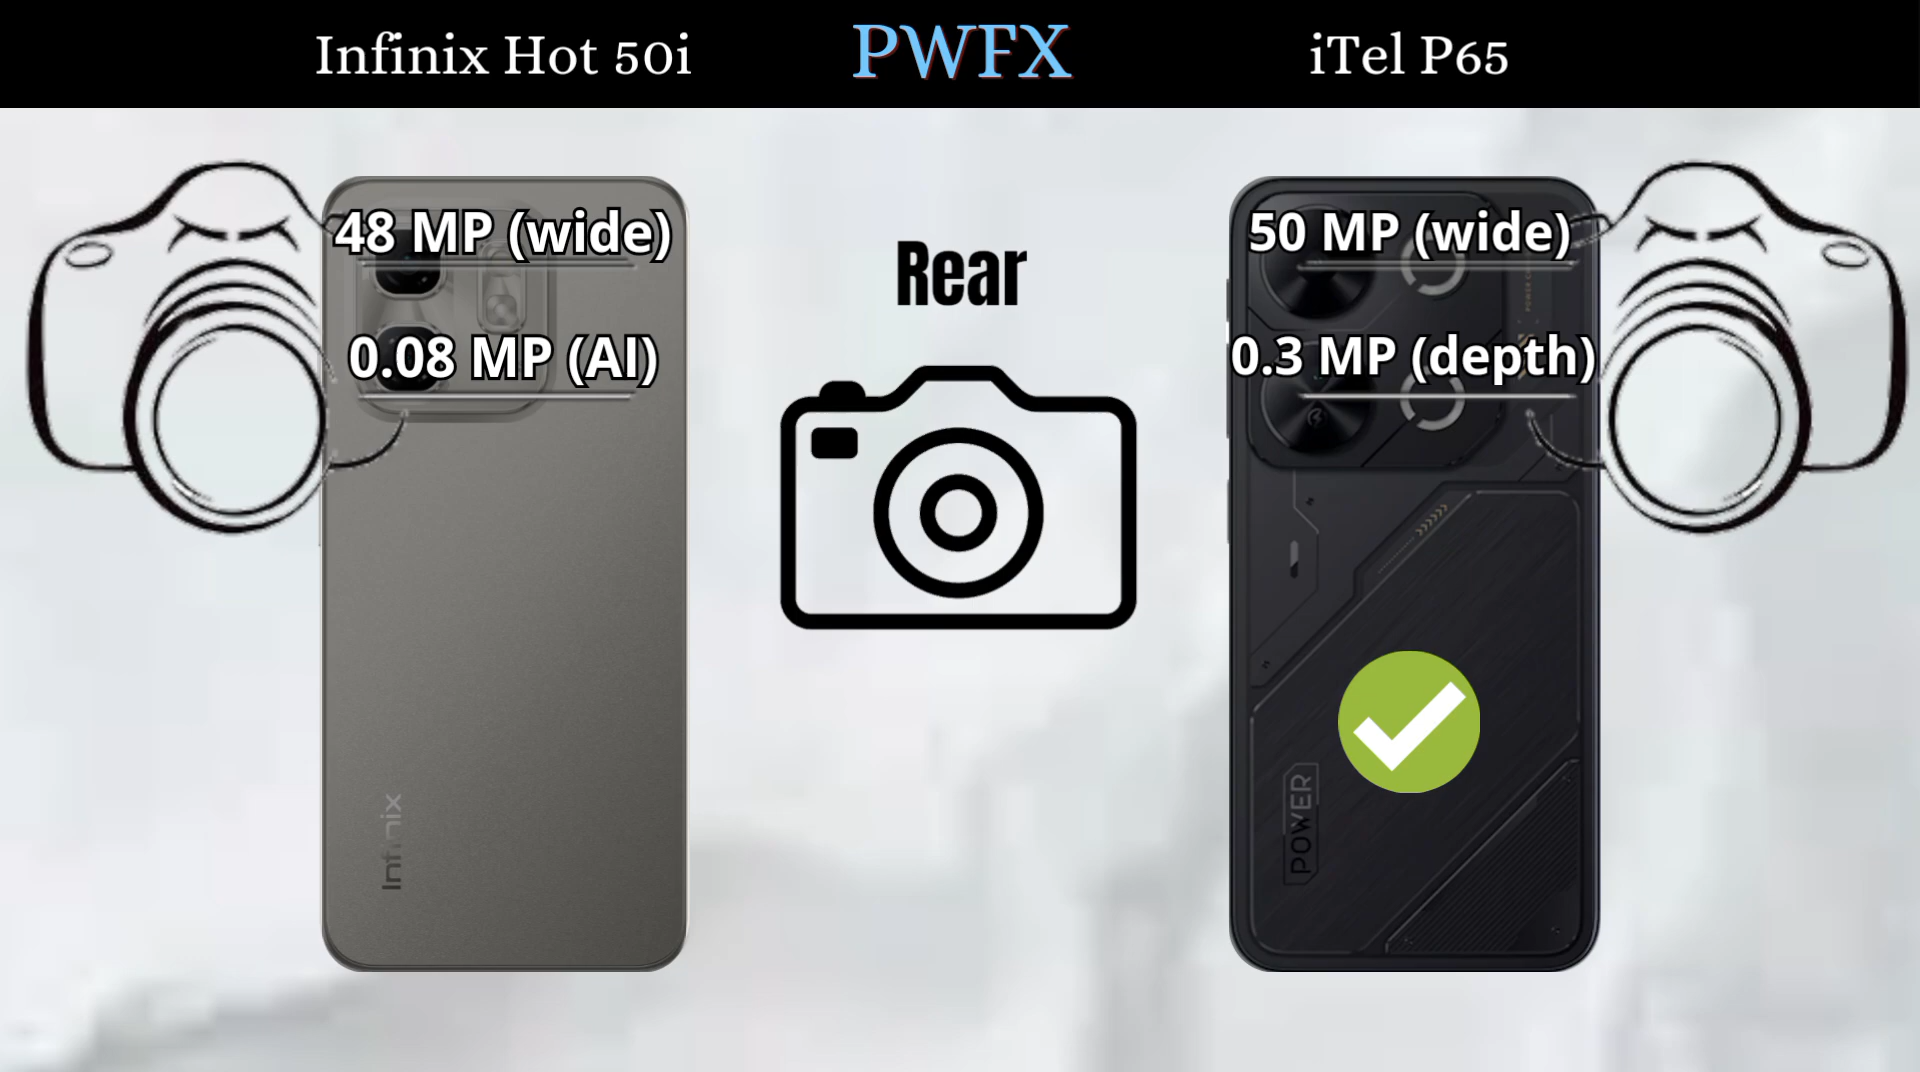 Infinix Hot 50i
PWFX
iTel P65
48 MP (wide)
0.08 MP (AI)
Rear
50 MP (wide)
0.3 MP (depth)
Infinix
POWER